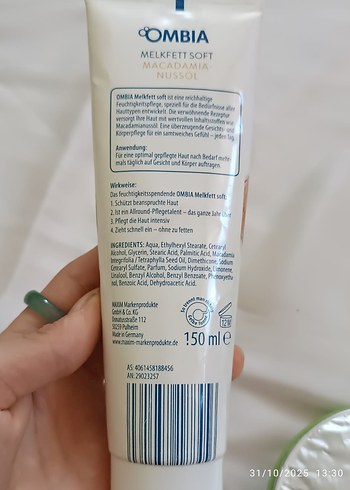 OMBIA
MELKFETT SOFT
MACADAMIA
NUSSÖL
OMBIA Melkfett soft ist eine reichhaltige
Feuchtigkeitspflege, speziell für die Bedürfnisse aller
Hauttypen entwickelt. Die verwöhnende Rezeptur
versorgt Ihre Haut mit wertvollen Inhaltsstoffen wie
Macadamianussöl. Eine überzeugende Gesichts- und
Körperpflege für ein samtweiches Gefühl – jeden Tag.
Anwendung:
Für eine optimal gepflegte Haut nach Bedarf mehr-
mals täglich auf Gesicht und Körper auftragen.
Wirkweise:
Das feuchtigkeitsspendende OMBIA Melkfett soft:
1. Schützt beanspruchte Haut
2. Ist ein Allround-Pflegetalent – das ganze Jahr über
3. Pflegt die Haut intensiv
4. Zieht schnell ein – ohne zu fetten
INGREDIENTS: Aqua, Ethylhexyl Stearate, Cetearyl
Alcohol, Glycerin, Stearic Acid, Palmitic Acid, Macadamia
Integrifolia / Tetraphylla Seed Oil, Dimethicone, Sodium
Cetearyl Sulfate, Parfum, Sodium Hydroxide, Limonene,
Linalool, Benzyl Alcohol, Benzyl Benzoate, Phenoxyetha-
nol, Benzoic Acid, Dehydroacetic Acid.
MAXIM Markenprodukte
GmbH & Co. KG
Donatusstraße 112
50259 Pulheim
Made in Germany
www.maxim-markenprodukte.com
12 M
150 ml e
AS: 4061458188456
AN: 29023257
31/10/2025 13:30